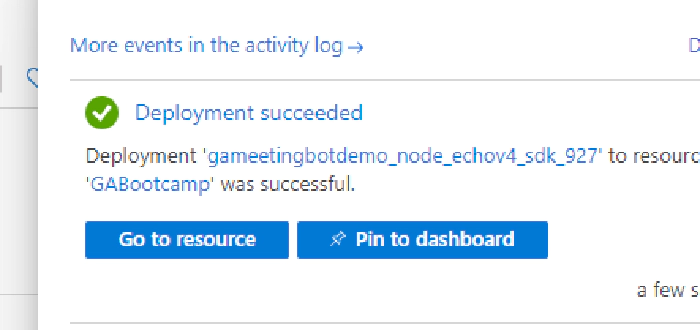 More events in the activity log →
Deployment succeeded
Deployment 'gameetingbotdemo_node_echov4_sdk_927' to
'GABootcamp' was successful.
Go to resource
Pin to dashboard
a few